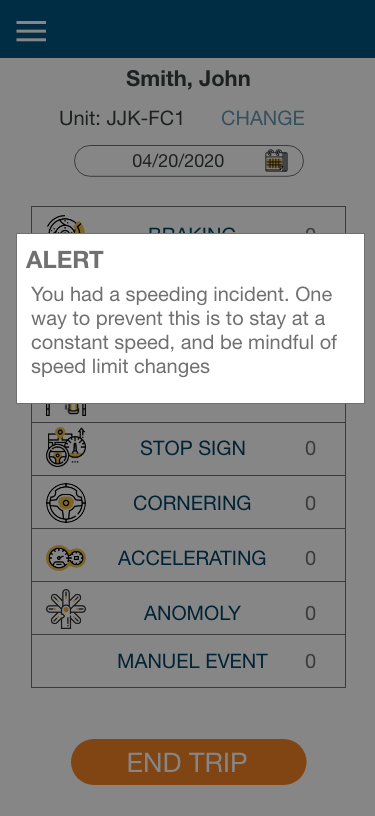 Smith, John
Unit: JJK-FC1 CHANGE
04/20/2020
BRAKING 0
ALERT
You had a speeding incident. One
way to prevent this is to stay at a
constant speed, and be mindful of
speed limit changes
STOP SIGN 0
CORNERING 0
ACCELERATING 0
ANOMOLY 0
MANUEL EVENT 0
END TRIP